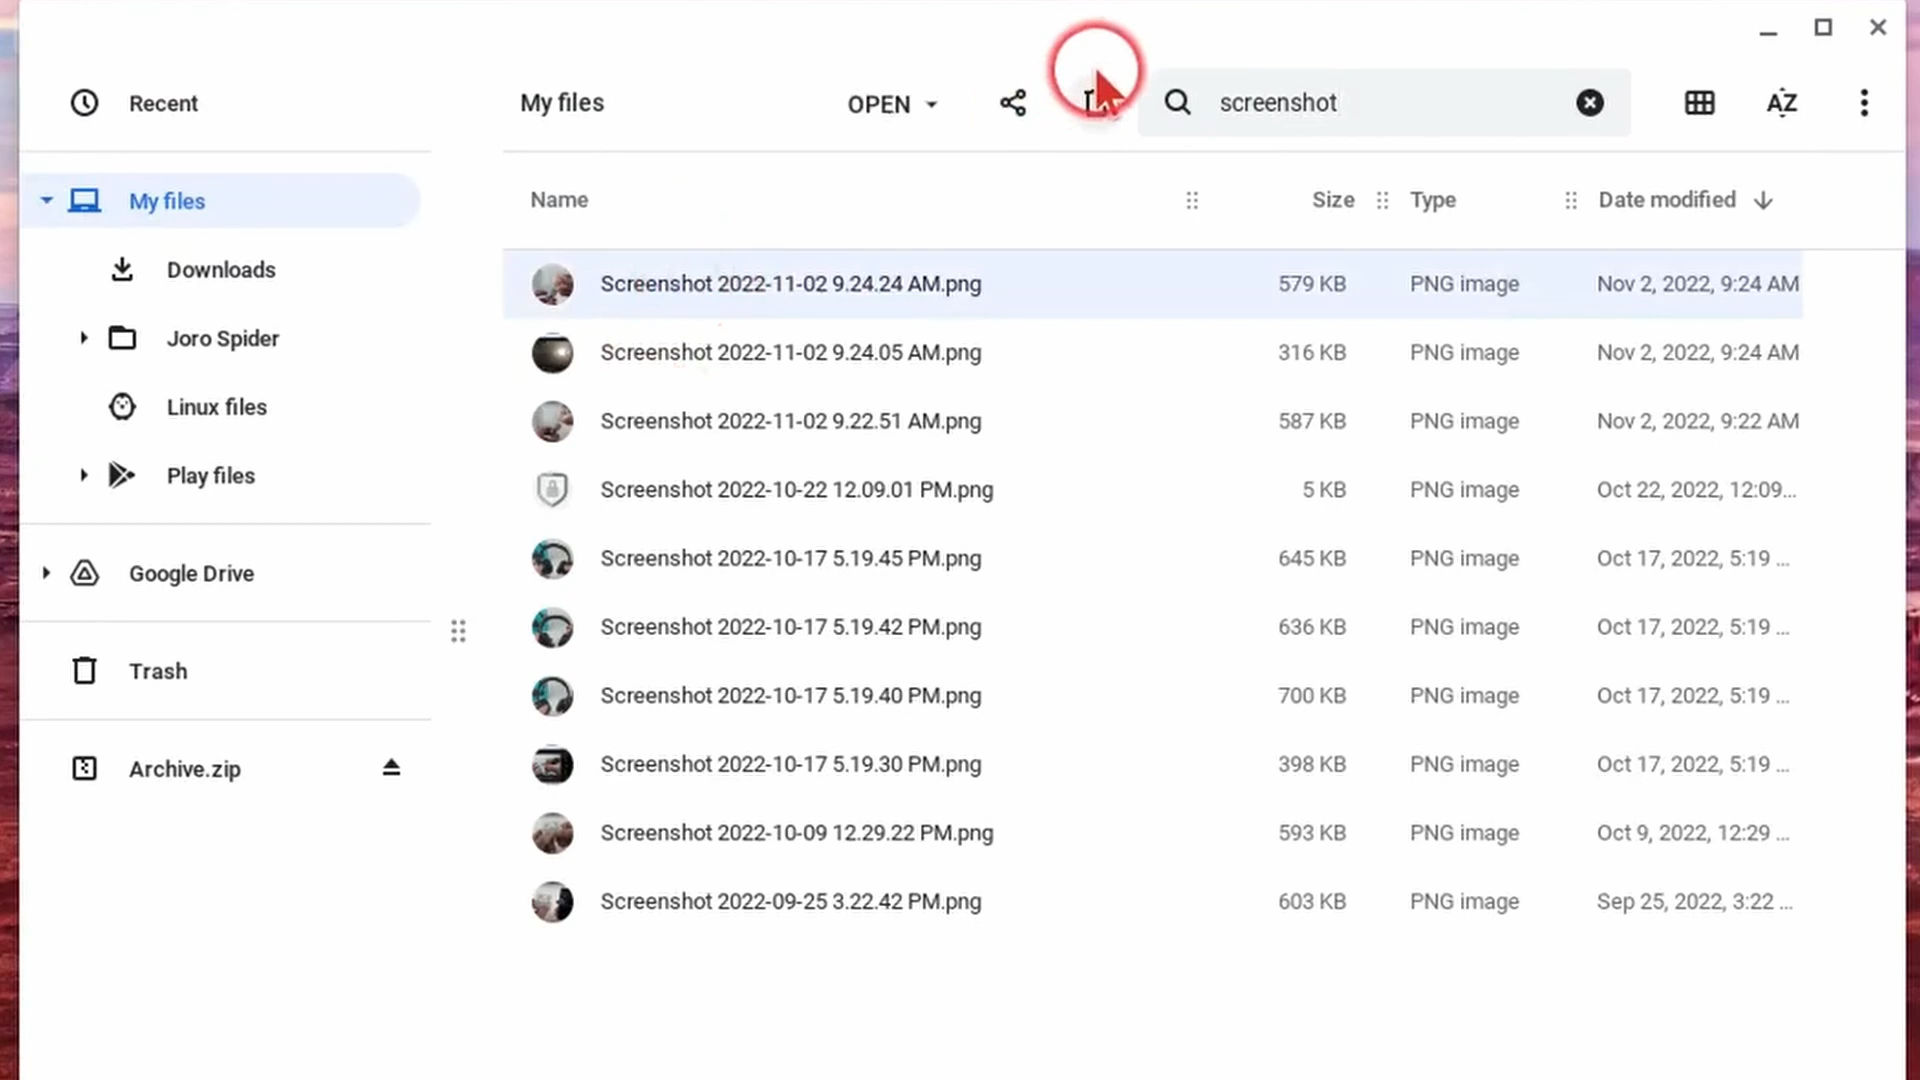 Recent
My files
OPEN
screenshot
AZ
My files
Downloads
Joro Spider
Linux files
Play files
Google Drive
Trash
Archive.zip
Name Size Type Date modified
Screenshot 2022-11-02 9.24.24 AM.png 579 KB PNG image Nov 2, 2022, 9:24 AM
Screenshot 2022-11-02 9.24.05 AM.png 316 KB PNG image Nov 2, 2022, 9:24 AM
Screenshot 2022-11-02 9.22.51 AM.png 587 KB PNG image Nov 2, 2022, 9:22 AM
Screenshot 2022-10-22 12.09.01 PM.png 5 KB PNG image Oct 22, 2022, 12:09...
Screenshot 2022-10-17 5.19.45 PM.png 645 KB PNG image Oct 17, 2022, 5:19 ...
Screenshot 2022-10-17 5.19.42 PM.png 636 KB PNG image Oct 17, 2022, 5:19 ...
Screenshot 2022-10-17 5.19.40 PM.png 700 KB PNG image Oct 17, 2022, 5:19 ...
Screenshot 2022-10-17 5.19.30 PM.png 398 KB PNG image Oct 17, 2022, 5:19 ...
Screenshot 2022-10-09 12.29.22 PM.png 593 KB PNG image Oct 9, 2022, 12:29 ...
Screenshot 2022-09-25 3.22.42 PM.png 603 KB PNG image Sep 25, 2022, 3:22 ...